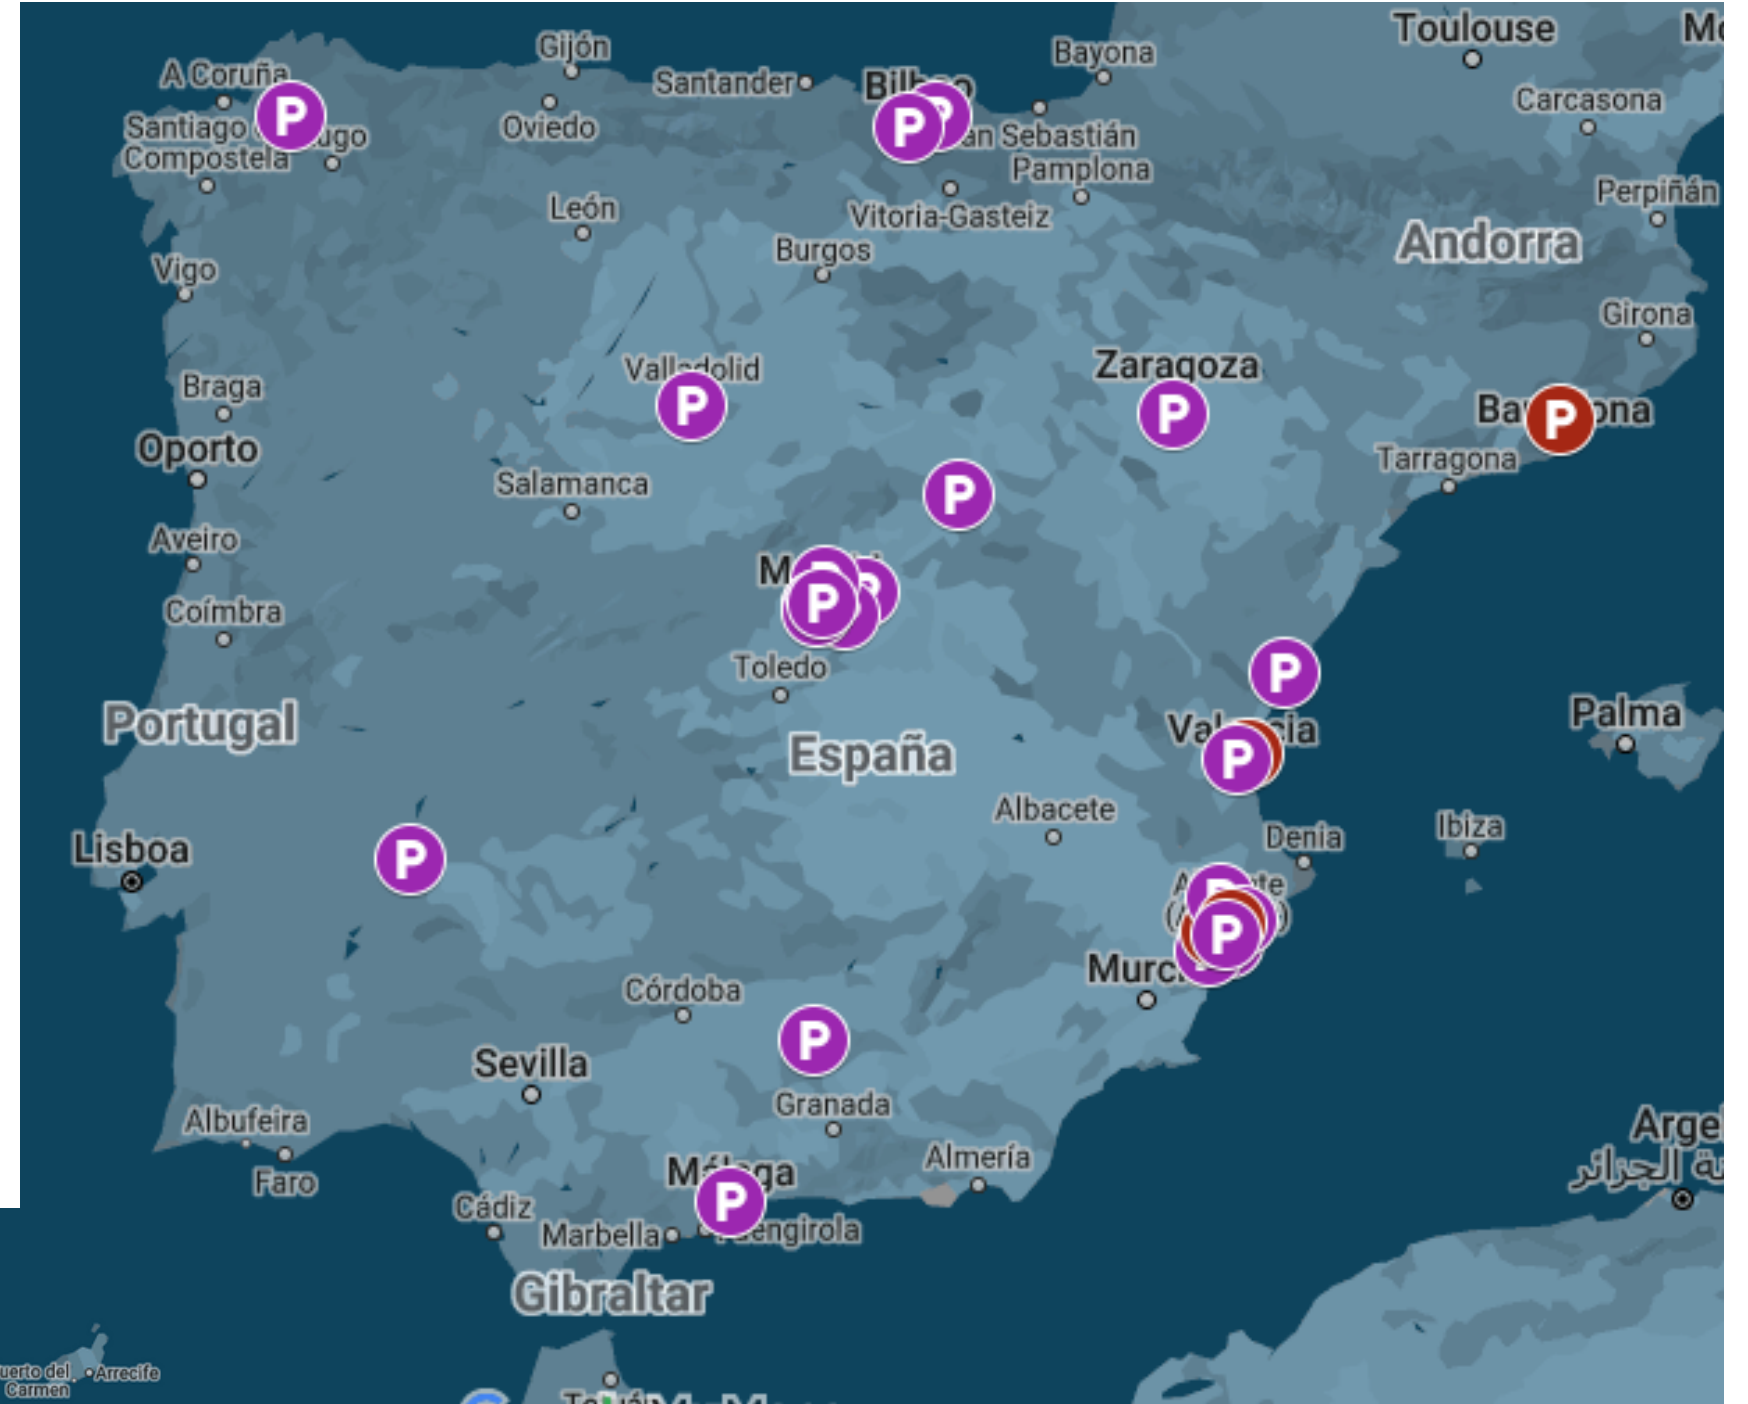 Toulouse
Gijón
A Coruña
Santander
Bayona
Carcasona
Oviedo
Santiago
Compostela
San Sebastián
Pamplona
Perpiñán
León
Vitoria-Gasteiz
Andorra
Burgos
Vigo
Girona
Valladolid
Zaragoza
Braga
Oporto
Tarragona
Salamanca
Aveiro
Coímbra
Toledo
Portugal
España
Palma
Albacete
Denia
Ibiza
Lisboa
Córdoba
Sevilla
Granada
Albufeira
Almería
Faro
Cádiz
Marbella
Gibraltar
Arrecife
Carmen
P
P
P
P
P
P
P
P
P
P
P
P
P
P